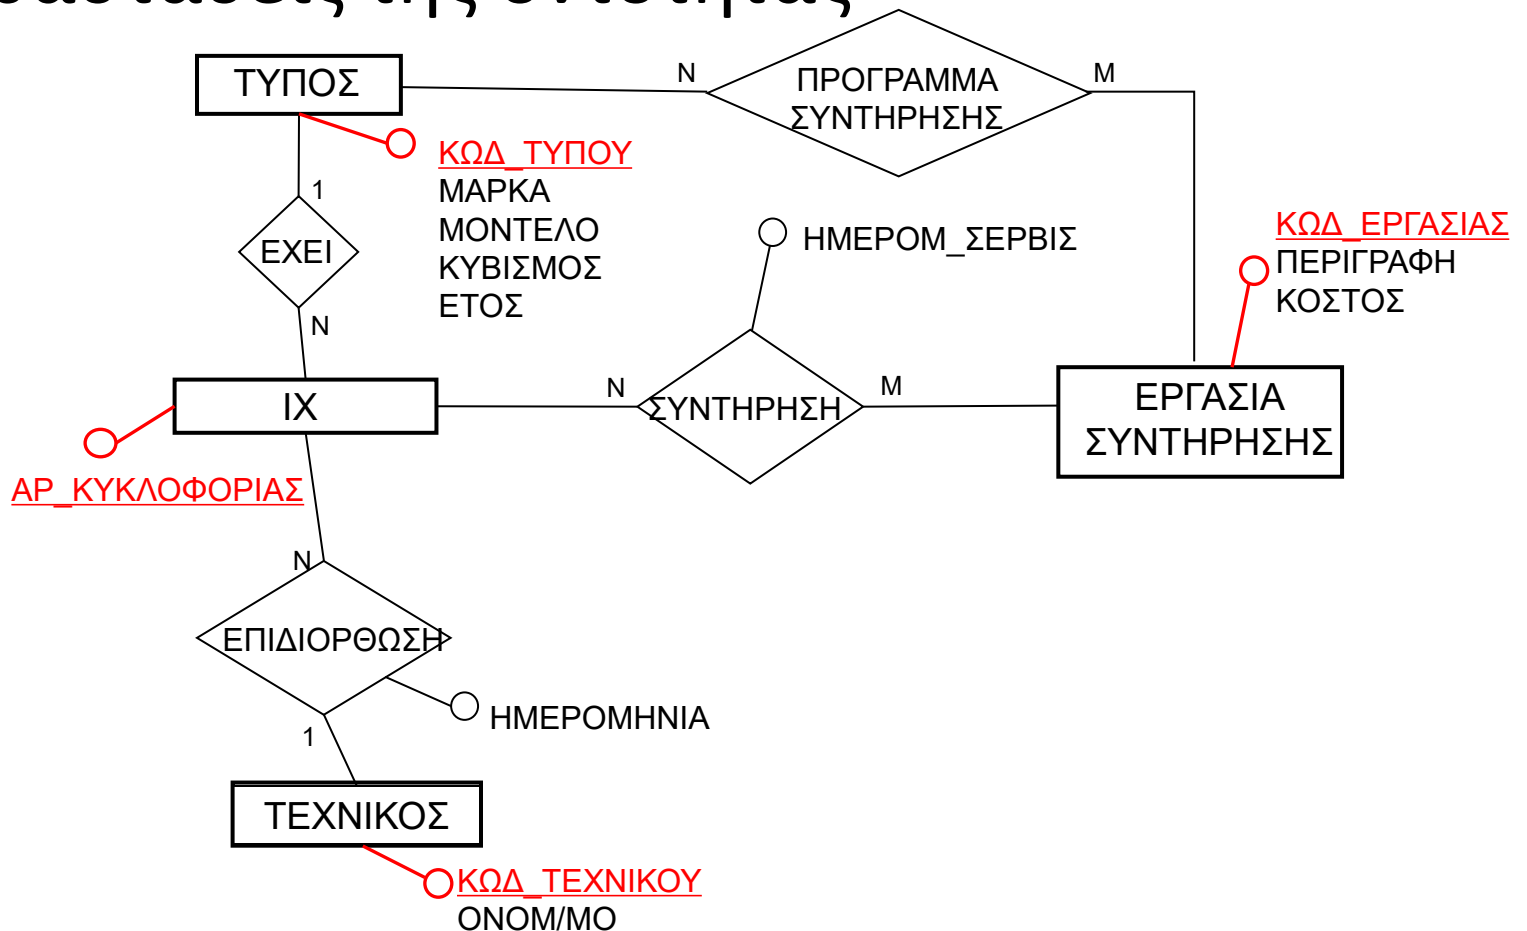 ΤΥΠΟΣ
N
ΠΡΟΓΡΑΜΜΑ
ΣΥΝΤΗΡΗΣΗΣ
M
ΚΩΔ_ΤΥΠΟΥ
ΜΑΡΚΑ
ΜΟΝΤΕΛΟ
ΚΥΒΙΣΜΟΣ
ΕΤΟΣ
1
ΕΧΕΙ
N
ΗΜΕΡΟΜ_ΣΕΡΒΙΣ
ΚΩΔ_ΕΡΓΑΣΙΑΣ
ΠΕΡΙΓΡΑΦΗ
ΚΟΣΤΟΣ
ΙΧ
N
ΣΥΝΤΗΡΗΣΗ
M
ΕΡΓΑΣΙΑ
ΣΥΝΤΗΡΗΣΗΣ
ΑΡ_ΚΥΚΛΟΦΟΡΙΑΣ
N
ΕΠΙΔΙΟΡΘΩΣΗ
ΗΜΕΡΟΜΗΝΙΑ
1
ΤΕΧΝΙΚΟΣ
ΚΩΔ_ΤΕΧΝΙΚΟΥ
ΟΝΟΜ/ΜΟ